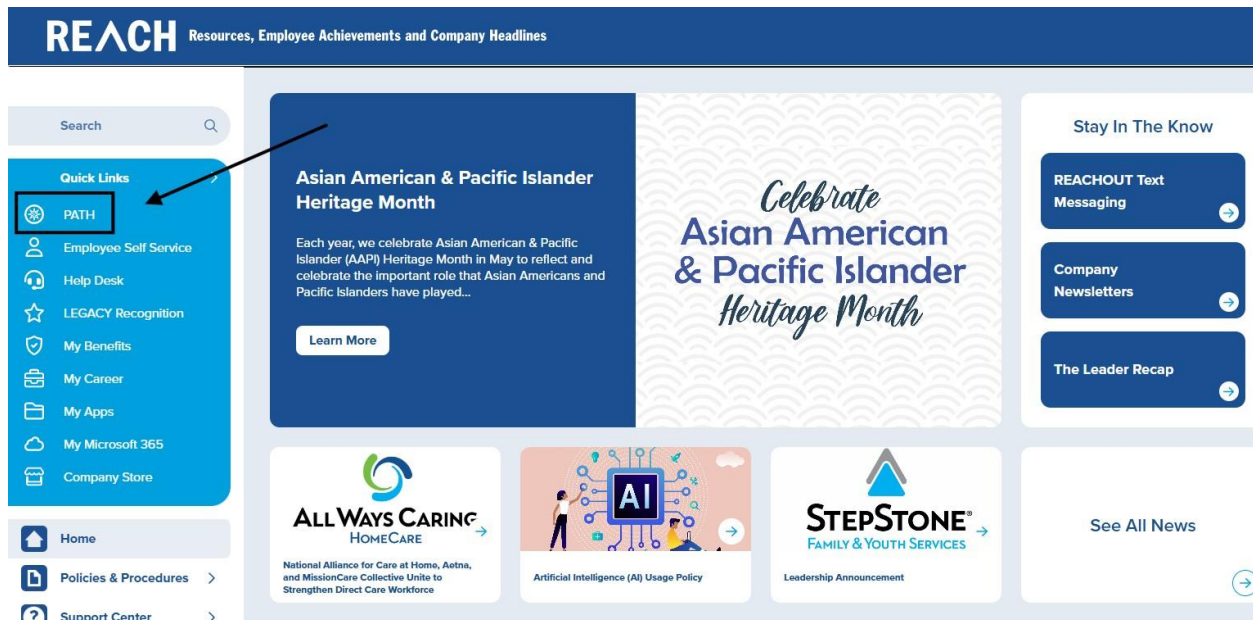 REACH Resources, Employee Achievements and Company Headlines
Search
Quick Links
PATH
Employee Self Service
Help Desk
LEGACY Recognition
My Benefits
My Career
My Apps
My Microsoft 365
Company Store
Home
Policies & Procedures
Support Center
Asian American & Pacific Islander
Heritage Month
Each year, we celebrate Asian American & Pacific
Islander (AAPI) Heritage Month in May to reflect and
celebrate the important role that Asian Americans and
Pacific Islanders have played...
Learn More
Celebrate
Asian American
& Pacific Islander
Heritage Month
Stay In The Know
REACHOUT Text
Messaging
Company
Newsletters
The Leader Recap
ALL WAYS CARING
HOMECARE
National Alliance for Care at Home, Aetna,
and MissionCare Collective Unite to
Strengthen Direct Care Workforce
AI
Artificial Intelligence (AI) Usage Policy
STEPSTONE®
FAMILY & YOUTH SERVICES
Leadership Announcement
See All News